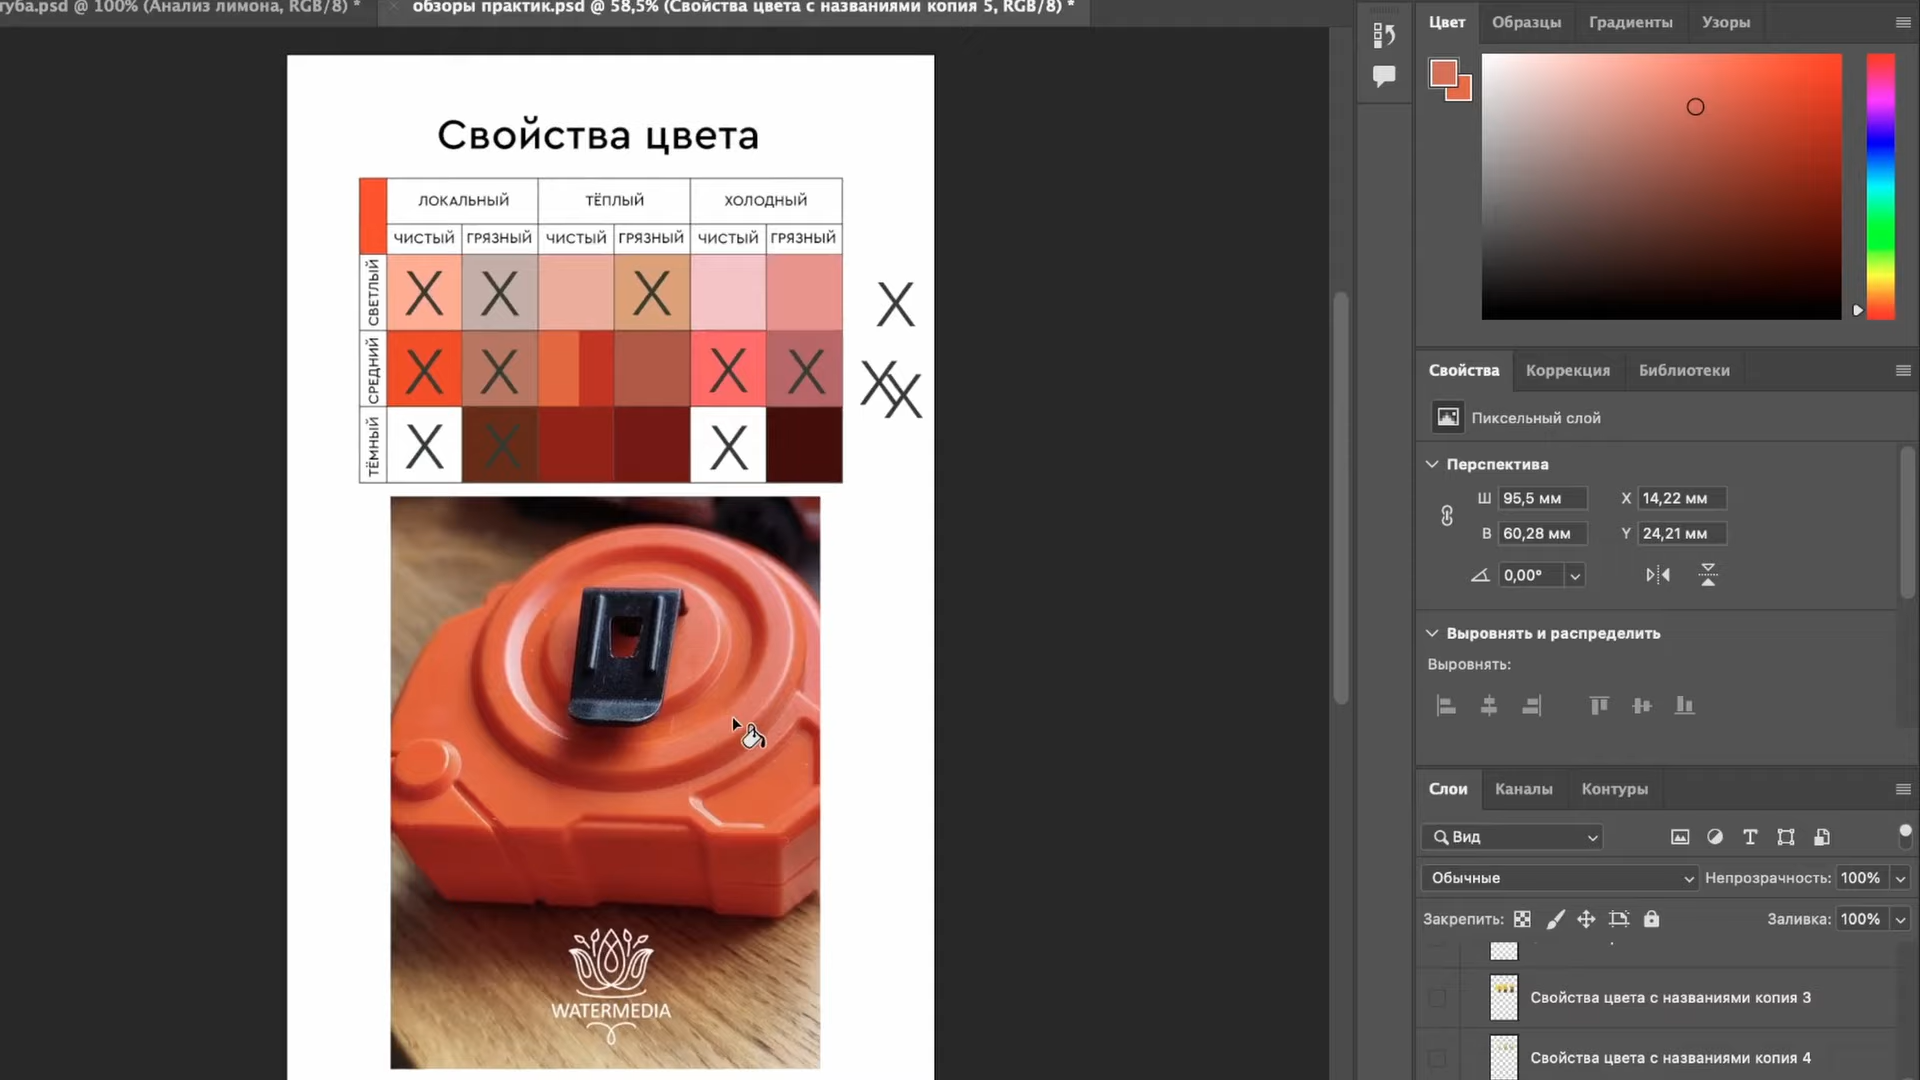 губа.psd @ 100% (Анализ лимона, RGB/8) *
× обзоры практик.psd @ 58,5% (Свойства цвета с названиями копия 5, RGB/8) *
Свойства цвета
ЛОКАЛЬНЫЙ ТЁПЛЫЙ ХОЛОДНЫЙ
ЧИСТЫЙ ГРЯЗНЫЙ ЧИСТЫЙ ГРЯЗНЫЙ ЧИСТЫЙ ГРЯЗНЫЙ
СВЕТЛЫЙ X X X X
СРЕДНИЙ X X X X X X
ТЁМНЫЙ X X X
WATERMEDIA
Цвет Образцы Градиенты Узоры
Свойства Коррекция Библиотеки
Пиксельный слой
Перспектива
Ш 95,5 мм X 14,22 мм
В 60,28 мм Y 24,21 мм
0,00°
Выровнять и распределить
Выровнять:
Слои Каналы Контуры
Вид
Обычные Непрозрачность: 100%
Закрепить: Заливка: 100%
Свойства цвета с названиями копия 3
Свойства цвета с названиями копия 4